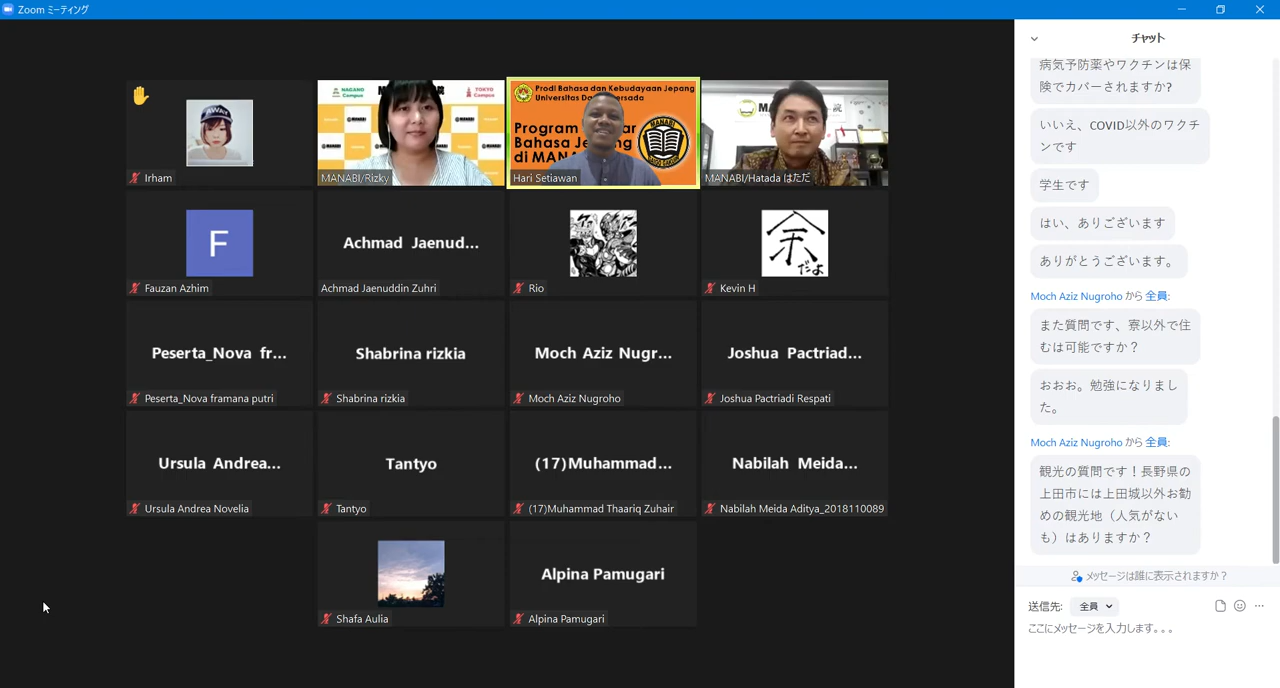 Zoom ミーティング
Irham
NAGANO
Campus
TOKYO
Campus
MANABI/Rizky
Prodi Bahasa dan Kebudayaan Jepang
Universitas Da
ersada
Program
ar
Bahasa Je
g
di MANA
MANABI
Hari Setiawan
MANABI/Hatada はただ
F
Fauzan Azhim
Achmad Jaenud...
Achmad Jaenuddin Zuhri
Rio
余
だよ
Kevin H
Peserta_Nova fr...
Peserta_Nova framana putri
Shabrina rizkia
Shabrina rizkia
Moch Aziz Nugr...
Moch Aziz Nugroho
Joshua Pactriad...
Joshua Pactriadi Respati
Ursula Andrea...
Ursula Andrea Novelia
Tantyo
Tantyo
(17)Muhammad...
(17)Muhammad Thaariq Zuhair
Nabilah Meida...
Nabilah Meida Aditya_2018110089
Shafa Aulia
Alpina Pamugari
Alpina Pamugari
チャット
病気予防薬やワクチンは保
険でカバーされますか?
いいえ、COVID以外のワクチ
ンです
学生です
はい、ありございます
ありがとうございます。
Moch Aziz Nugroho から 全員:
また質問です、寮以外で住
むは可能ですか？
おおお。勉強になりまし
た。
Moch Aziz Nugroho から 全員:
観光の質問です！長野県の
上田市には上田城以外お勧
めの観光地（人気がない
も）はありますか？
メッセージは誰に表示されますか？
送信先: 全員
ここにメッセージを入力します。。。